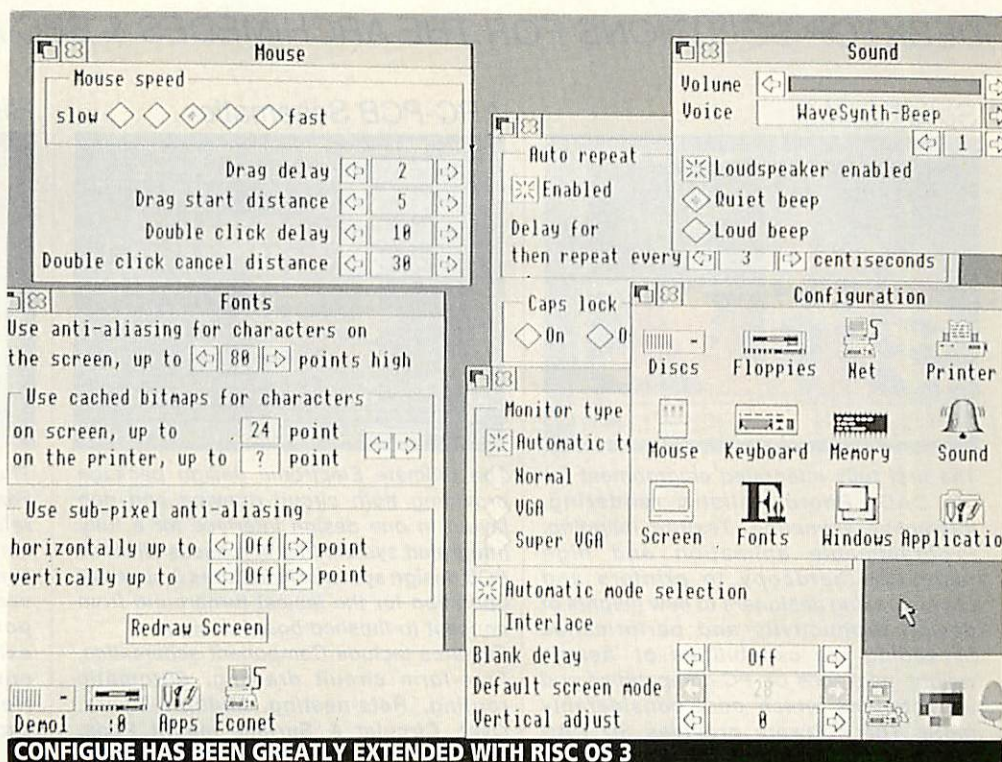 Mouse
Mouse speed
slow fast
Drag delay 2
Drag start distance 5
Double click delay 10
Double click cancel distance 30
Sound
Volume
Voice WaveSynth-Beep
1
Loudspeaker enabled
Quiet beep
Loud beep
Auto repeat
Enabled
Delay for
then repeat every 3 centiseconds
Caps lock
On
Fonts
Use anti-aliasing for characters on
the screen, up to 80 points high
Use cached bitmaps for characters
on screen, up to 24 point
on the printer, up to ? point
Use sub-pixel anti-aliasing
horizontally up to Off point
vertically up to Off point
Redraw Screen
Configuration
Discs Floppies Net Printer
Mouse Keyboard Memory Sound
Screen Fonts Windows Applicatio
Monitor type
Automatic
Normal
VGA
Super VGA
Automatic mode selection
Interlace
Blank delay Off
Default screen mode 28
Vertical adjust 0
Demo1 :0 Apps Econet
CONFIGURE HAS BEEN GREATLY EXTENDED WITH RISC OS 3